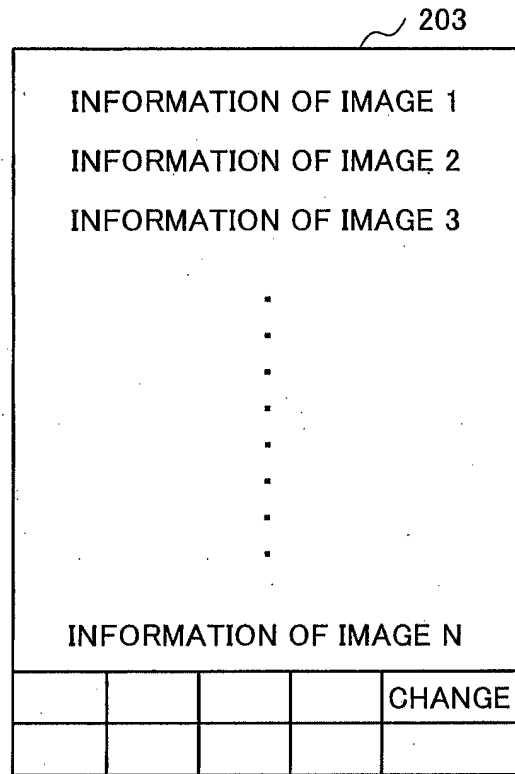 203
INFORMATION OF IMAGE 1
INFORMATION OF IMAGE 2
INFORMATION OF IMAGE 3
INFORMATION OF IMAGE N
CHANGE